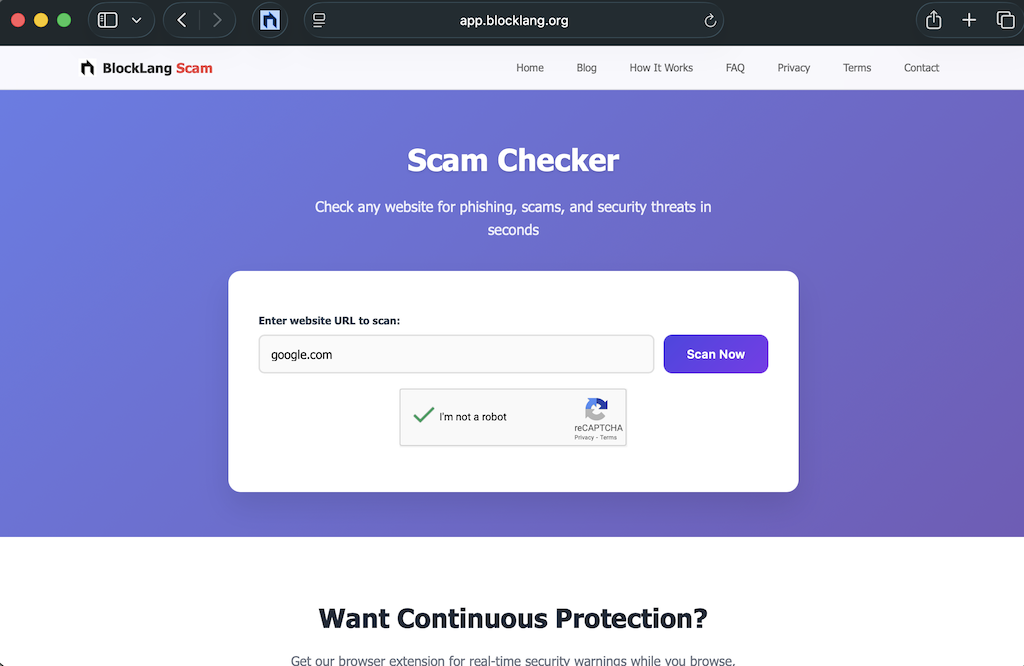 app.blocklang.org
BlockLang Scam
Home Blog How It Works FAQ Privacy Terms Contact
Scam Checker
Check any website for phishing, scams, and security threats in
seconds
Enter website URL to scan:
google.com
Scan Now
I'm not a robot
reCAPTCHA
Privacy - Terms
Want Continuous Protection?
Get our browser extension for real-time security warnings while you browse.